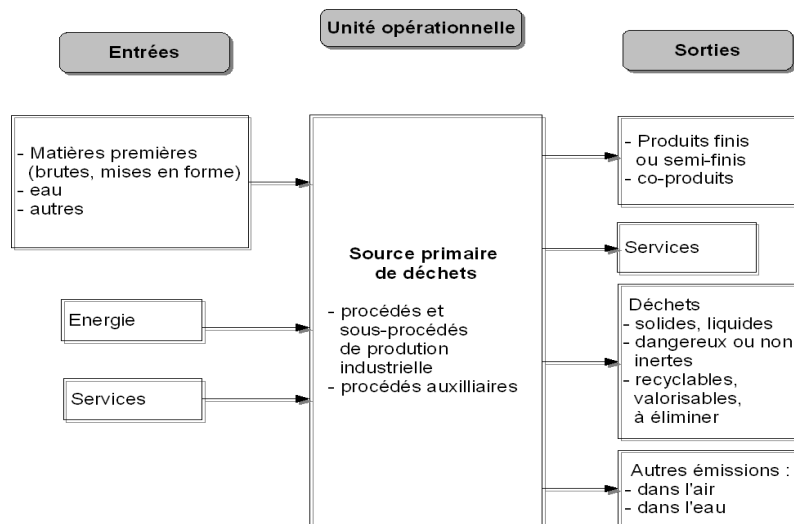 Entrées
Unité opérationnelle
Sorties
- Matières premières
(brutes, mises en forme)
- eau
- autres
Energie
Services
Source primaire
de déchets
- procédés et
sous-procédés
de prodution
industrielle
- procédés auxilliaires
- Produits finis
ou semi-finis
- co-produits
Services
Déchets
- solides, liquides
- dangereux ou non
inertes
- recyclables,
valorisables,
à éliminer
Autres émissions :
- dans l'air
- dans l'eau